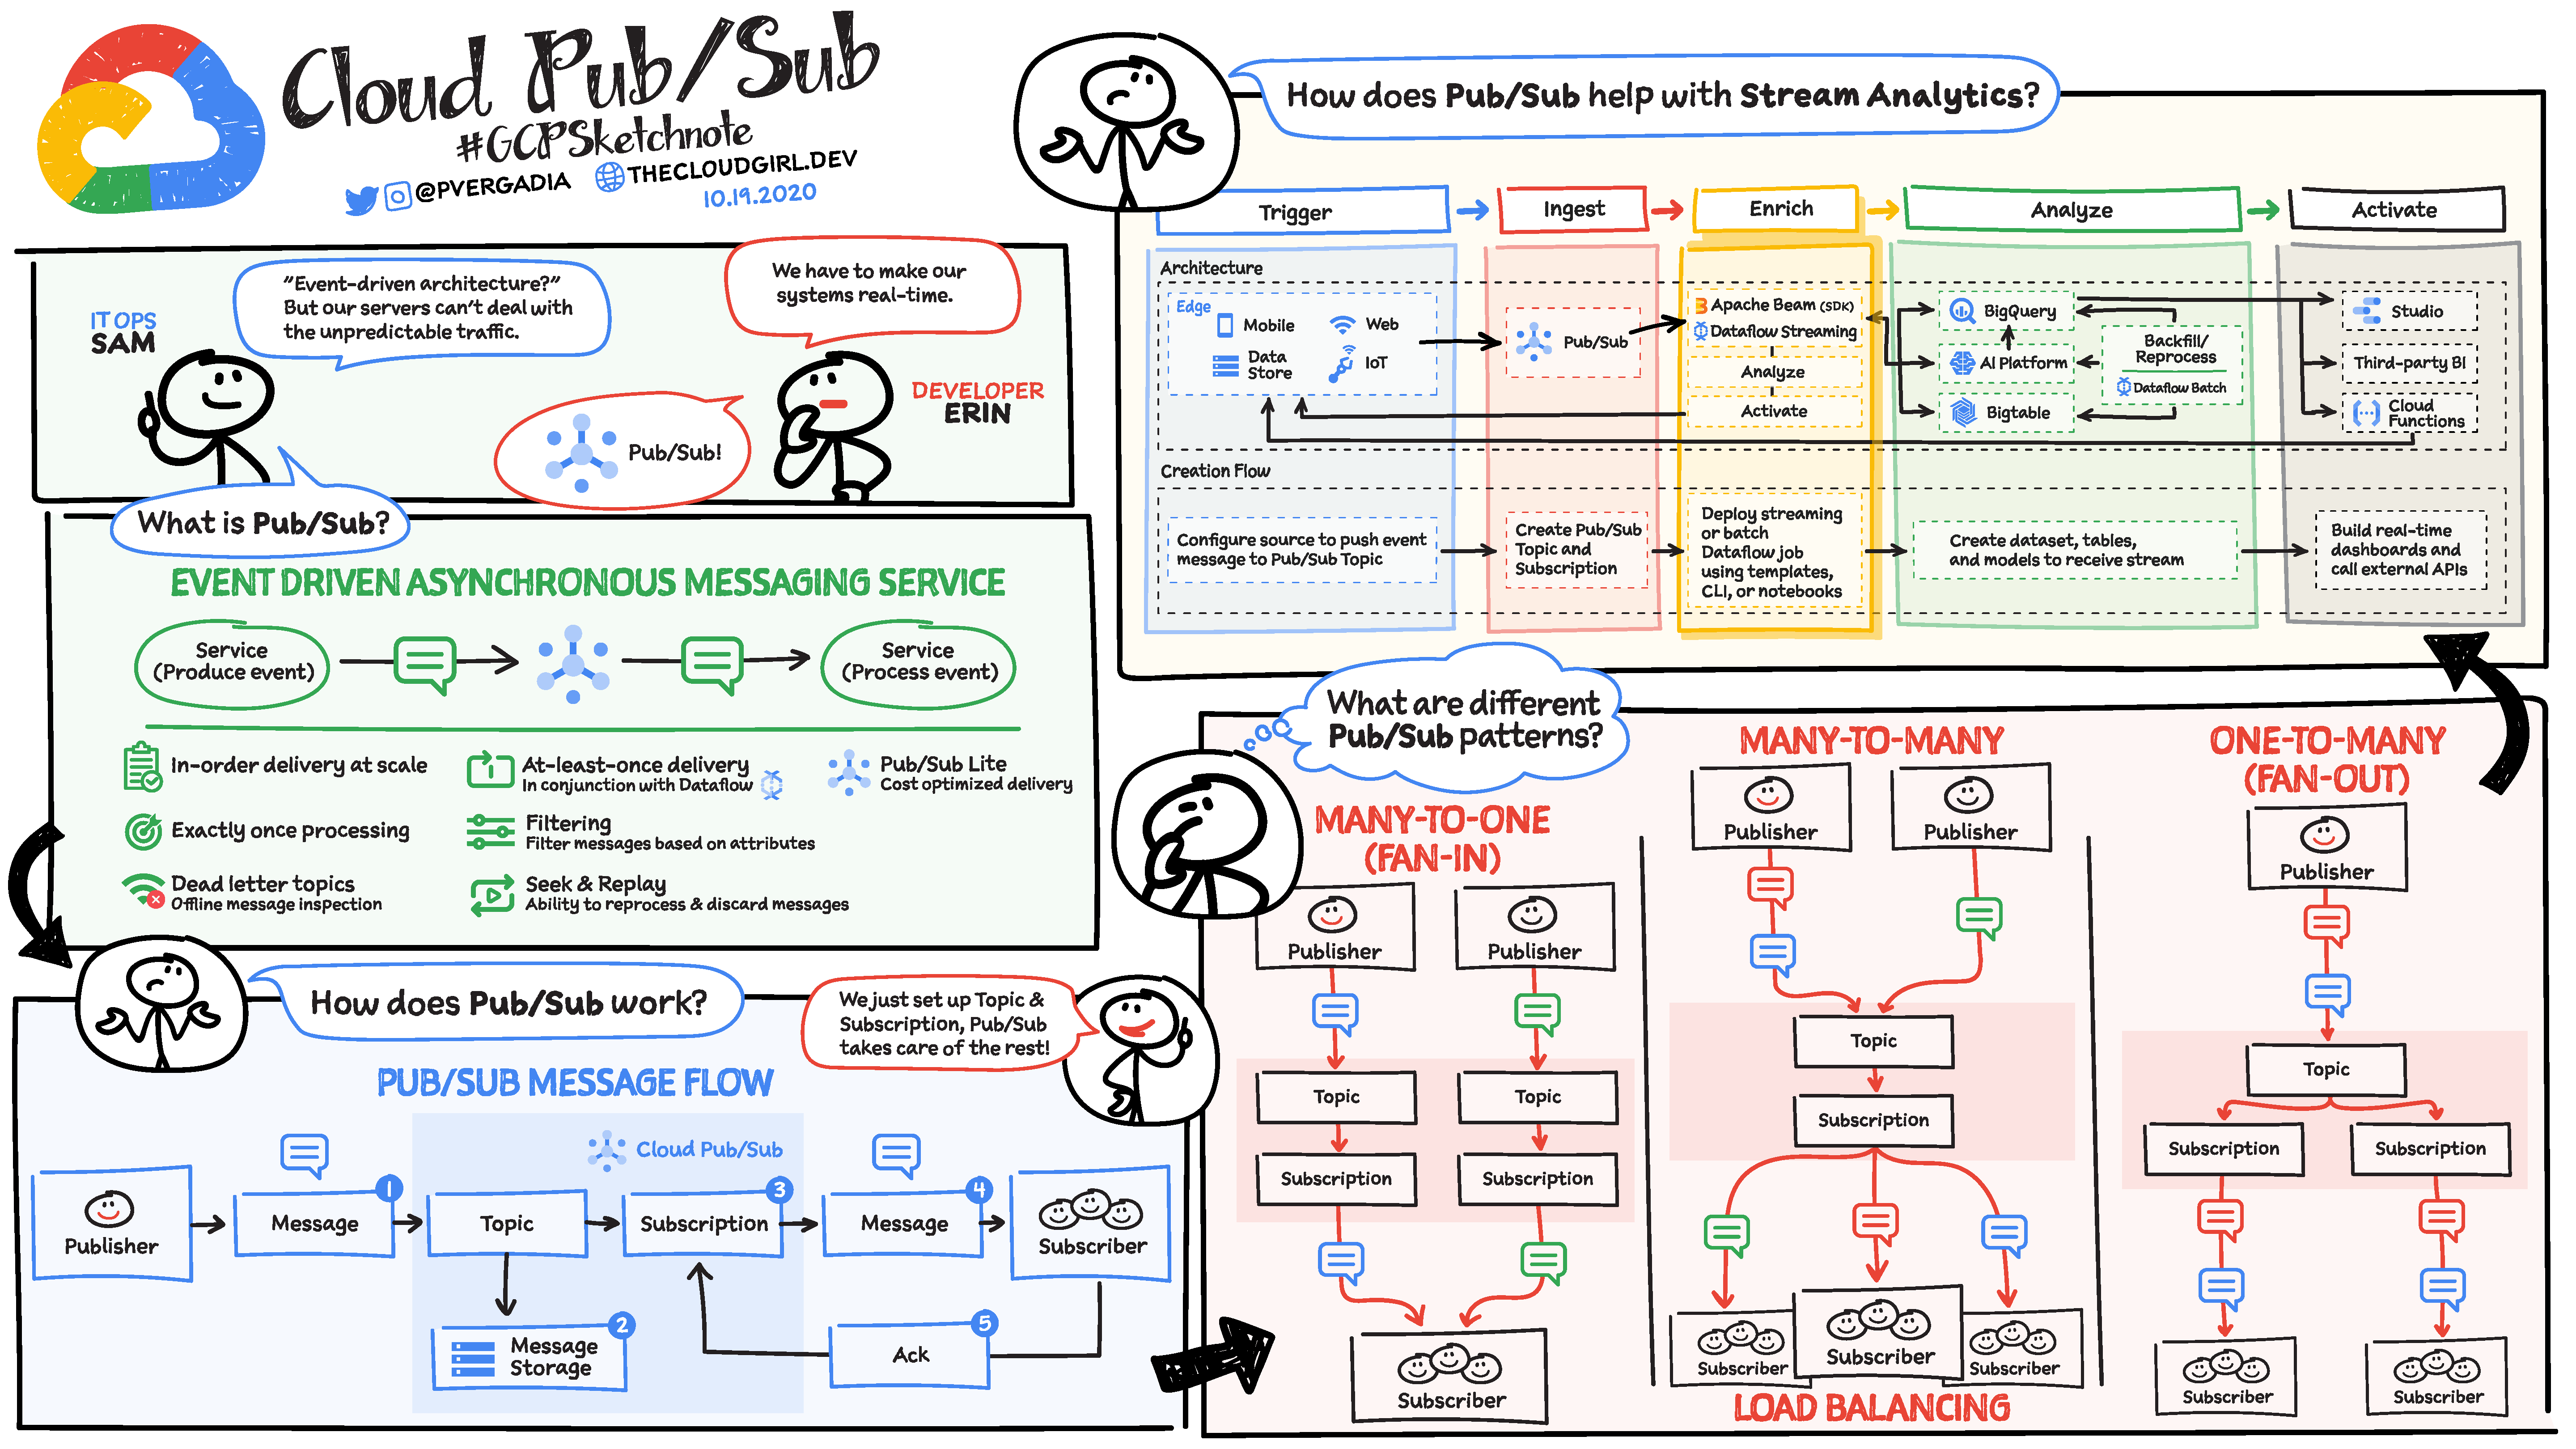 Cloud Pub/Sub
#GCPSketchnote
@PVERGADIA
THECLOUDGIRL.DEV
10.19.2020
IT OPS
SAM
"Event-driven architecture?"
But our servers can't deal with
the unpredictable traffic.
We have to make our
systems real-time.
DEVELOPER
ERIN
Pub/Sub!
What is Pub/Sub?
EVENT DRIVEN ASYNCHRONOUS MESSAGING SERVICE
Service
(Produce event)
Service
(Process event)
In-order delivery at scale
At-least-once delivery
In conjunction with Dataflow
Pub/Sub Lite
Cost optimized delivery
Exactly once processing
Filtering
Filter messages based on attributes
Dead letter topics
Offline message inspection
Seek & Replay
Ability to reprocess & discard messages
How does Pub/Sub work?
We just set up Topic &
Subscription, Pub/Sub
takes care of the rest!
PUB/SUB MESSAGE FLOW
Cloud Pub/Sub
Publisher
1
Message
Topic
3
Subscription
4
Message
Subscriber
2
Message
Storage
5
Ack
How does Pub/Sub help with Stream Analytics?
Trigger
Ingest
Enrich
Analyze
Activate
Architecture
Edge
Mobile
Web
Data
Store
IoT
Pub/Sub
Apache Beam (SDK)
Dataflow Streaming
Analyze
Activate
BigQuery
AI Platform
Bigtable
Backfill/
Reprocess
Dataflow Batch
Studio
Third-party BI
Cloud
Functions
Creation Flow
Configure source to push event
message to Pub/Sub Topic
Create Pub/Sub
Topic and
Subscription
Deploy streaming
or batch
Dataflow job
using templates,
CLI, or notebooks
Create dataset, tables,
and models to receive stream
Build real-time
dashboards and
call external APIs
What are different
Pub/Sub patterns?
MANY-TO-ONE
(FAN-IN)
Publisher
Publisher
Topic
Topic
Subscription
Subscription
Subscriber
MANY-TO-MANY
Publisher
Publisher
Topic
Subscription
Subscriber
Subscriber
Subscriber
LOAD BALANCING
ONE-TO-MANY
(FAN-OUT)
Publisher
Topic
Subscription
Subscription
Subscriber
Subscriber